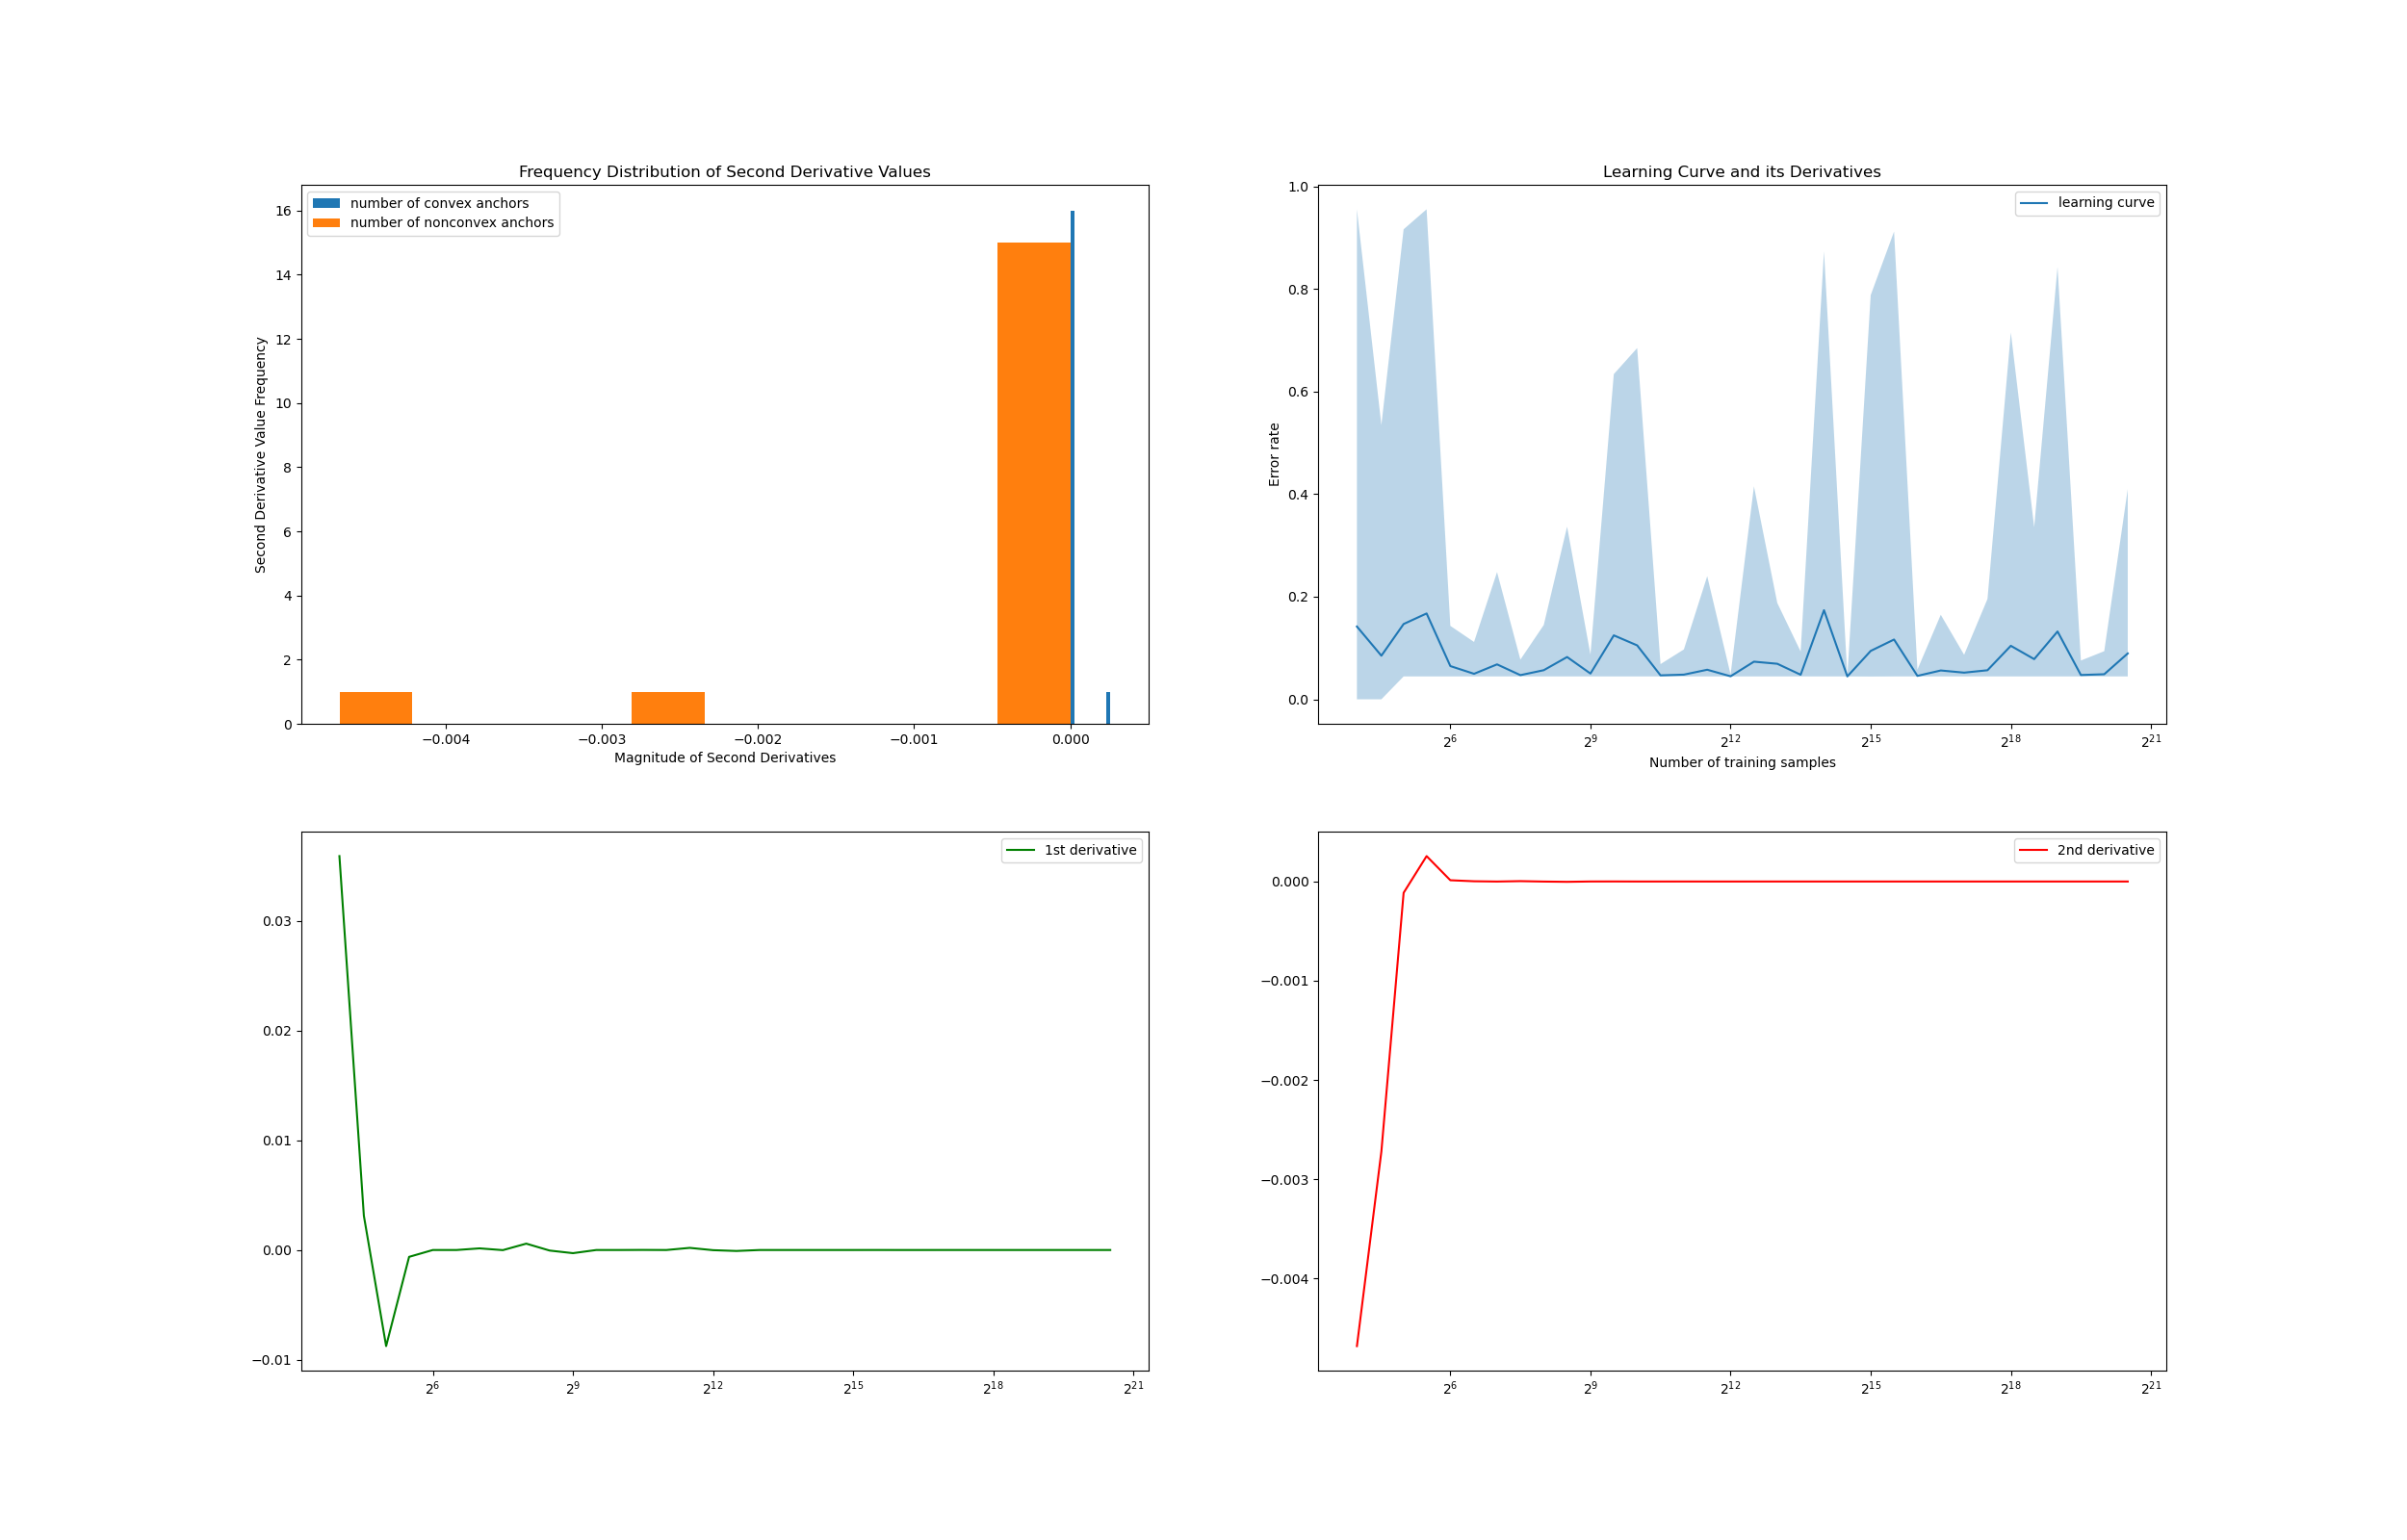 Frequency Distribution of Second Derivative Values
number of convex anchors
number of nonconvex anchors
16
14
12
10
8
6
4
2
0
Second Derivative Value Frequency
−0.004 −0.003 −0.002 −0.001 0.000
Magnitude of Second Derivatives
Learning Curve and its Derivatives
learning curve
1.0
0.8
0.6
0.4
0.2
0.0
Error rate
2^6 2^9 2^12 2^15 2^18 2^21
Number of training samples
1st derivative
0.03
0.02
0.01
0.00
−0.01
2^6 2^9 2^12 2^15 2^18 2^21
2nd derivative
0.000
−0.001
−0.002
−0.003
−0.004
2^6 2^9 2^12 2^15 2^18 2^21